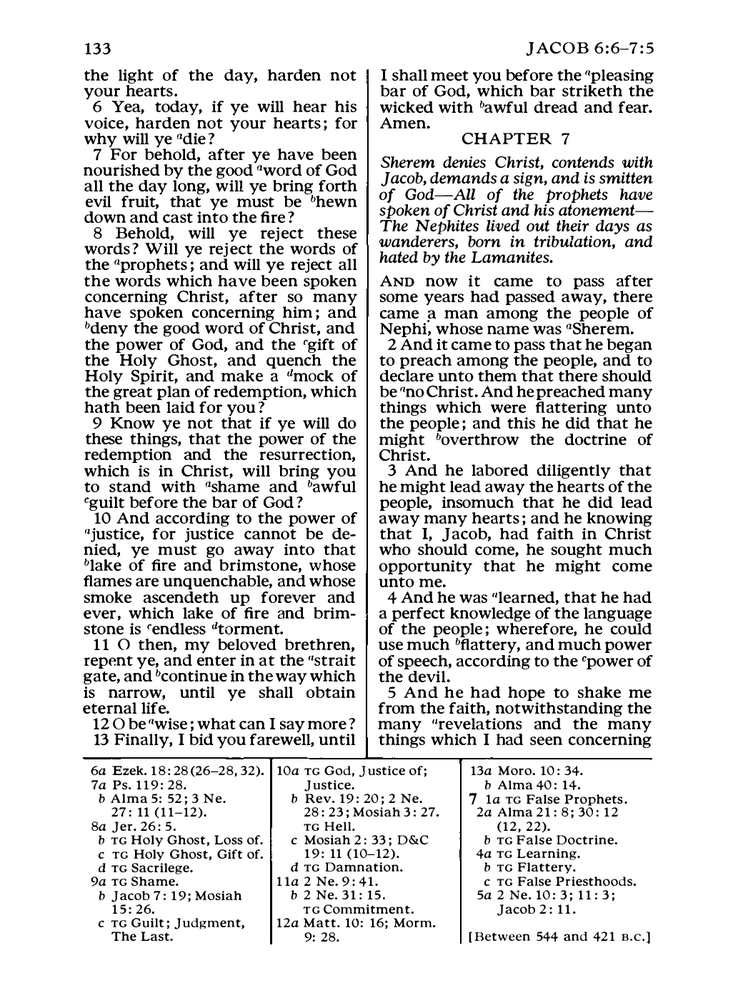 133
JACOB 6:6–7:5
the light of the day, harden not
your hearts.
6 Yea, today, if ye will hear his
voice, harden not your hearts; for
why will ye ᵃdie?
7 For behold, after ye have been
nourished by the good ᵃword of God
all the day long, will ye bring forth
evil fruit, that ye must be ᵇhewn
down and cast into the fire?
8 Behold, will ye reject these
words? Will ye reject the words of
the ᵃprophets; and will ye reject all
the words which have been spoken
concerning Christ, after so many
have spoken concerning him; and
ᵇdeny the good word of Christ, and
the power of God, and the ᶜgift of
the Holy Ghost, and quench the
Holy Spirit, and make a ᵈmock of
the great plan of redemption, which
hath been laid for you?
9 Know ye not that if ye will do
these things, that the power of the
redemption and the resurrection,
which is in Christ, will bring you
to stand with ᵃshame and ᵇawful
ᶜguilt before the bar of God?
10 And according to the power of
ᵃjustice, for justice cannot be de-
nied, ye must go away into that
ᵇlake of fire and brimstone, whose
flames are unquenchable, and whose
smoke ascendeth up forever and
ever, which lake of fire and brim-
stone is ᶜendless ᵈtorment.
11 O then, my beloved brethren,
repent ye, and enter in at the ᵃstrait
gate, and ᵇcontinue in the way which
is narrow, until ye shall obtain
eternal life.
12 O be ᵃwise; what can I say more?
13 Finally, I bid you farewell, until
I shall meet you before the ᵃpleasing
bar of God, which bar striketh the
wicked with ᵇawful dread and fear.
Amen.
CHAPTER 7
Sherem denies Christ, contends with
Jacob, demands a sign, and is smitten
of God—All of the prophets have
spoken of Christ and his atonement—
The Nephites lived out their days as
wanderers, born in tribulation, and
hated by the Lamanites.
AND now it came to pass after
some years had passed away, there
came a man among the people of
Nephi, whose name was ᵃSherem.
2 And it came to pass that he began
to preach among the people, and to
declare unto them that there should
be ᵃno Christ. And he preached many
things which were flattering unto
the people; and this he did that he
might ᵇoverthrow the doctrine of
Christ.
3 And he labored diligently that
he might lead away the hearts of the
people, insomuch that he did lead
away many hearts; and he knowing
that I, Jacob, had faith in Christ
who should come, he sought much
opportunity that he might come
unto me.
4 And he was ᵃlearned, that he had
a perfect knowledge of the language
of the people; wherefore, he could
use much ᵇflattery, and much power
of speech, according to the ᶜpower of
the devil.
5 And he had hope to shake me
from the faith, notwithstanding the
many ᵃrevelations and the many
things which I had seen concerning
6a Ezek. 18: 28 (26–28, 32).
7a Ps. 119: 28.
b Alma 5: 52; 3 Ne.
27: 11 (11–12).
8a Jer. 26: 5.
b TG Holy Ghost, Loss of.
c TG Holy Ghost, Gift of.
d TG Sacrilege.
9a TG Shame.
b Jacob 7: 19; Mosiah
15: 26.
c TG Guilt; Judgment,
The Last.
10a TG God, Justice of;
Justice.
b Rev. 19: 20; 2 Ne.
28: 23; Mosiah 3: 27.
TG Hell.
c Mosiah 2: 33; D&C
19: 11 (10–12).
d TG Damnation.
11a 2 Ne. 9: 41.
b 2 Ne. 31: 15.
TG Commitment.
12a Matt. 10: 16; Morm.
9: 28.
13a Moro. 10: 34.
b Alma 40: 14.
7 1a TG False Prophets.
2a Alma 21: 8; 30: 12
(12, 22).
b TG False Doctrine.
4a TG Learning.
b TG Flattery.
c TG False Priesthoods.
5a 2 Ne. 10: 3; 11: 3;
Jacob 2: 11.
[Between 544 and 421 B.C.]